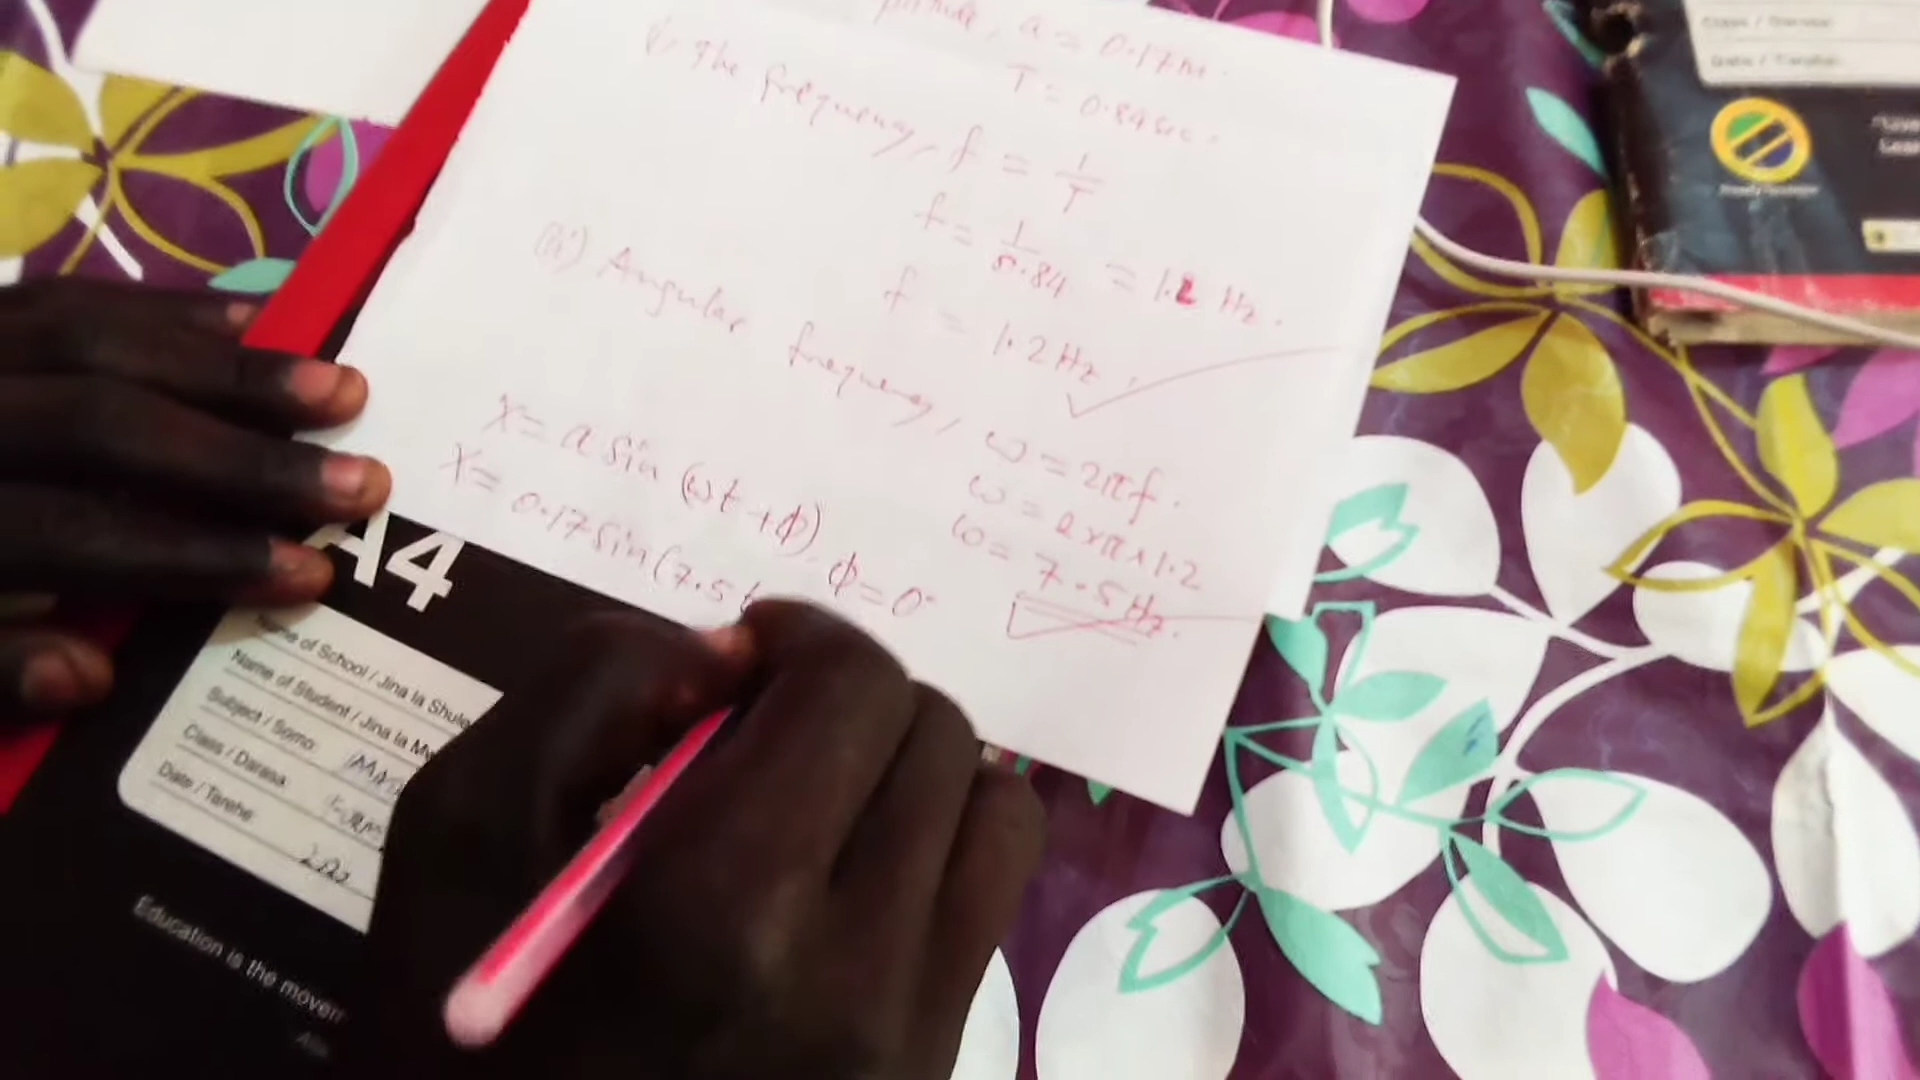 a = 0.17m.
T = 0.84sec.
The frequency, f = 1/T
f = 1/0.84 = 1.2 Hz.
f = 1.2 Hz.
(ii) Angular frequency, ω = 2πf.
ω = 2×π×1.2
ω = 7.5 Hz.
X = a sin (ωt + ϕ), ϕ = 0°
X = 0.17 sin (7.5 t
A4
Name of School / Jina la Shule
Name of Student / Jina la Mw
Subject / Somo
Class / Darasa
Date / Tarehe
Education is the movem